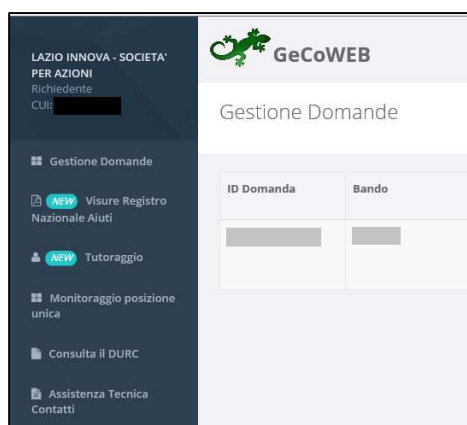 LAZIO INNOVA - SOCIETA'
PER AZIONI
Richiedente
CUI:
Gestione Domande
NEW Visure Registro
Nazionale Aiuti
NEW Tutoraggio
Monitoraggio posizione
unica
Consulta il DURC
Assistenza Tecnica
Contatti
GeCoWEB
Gestione Domande
ID Domanda Bando